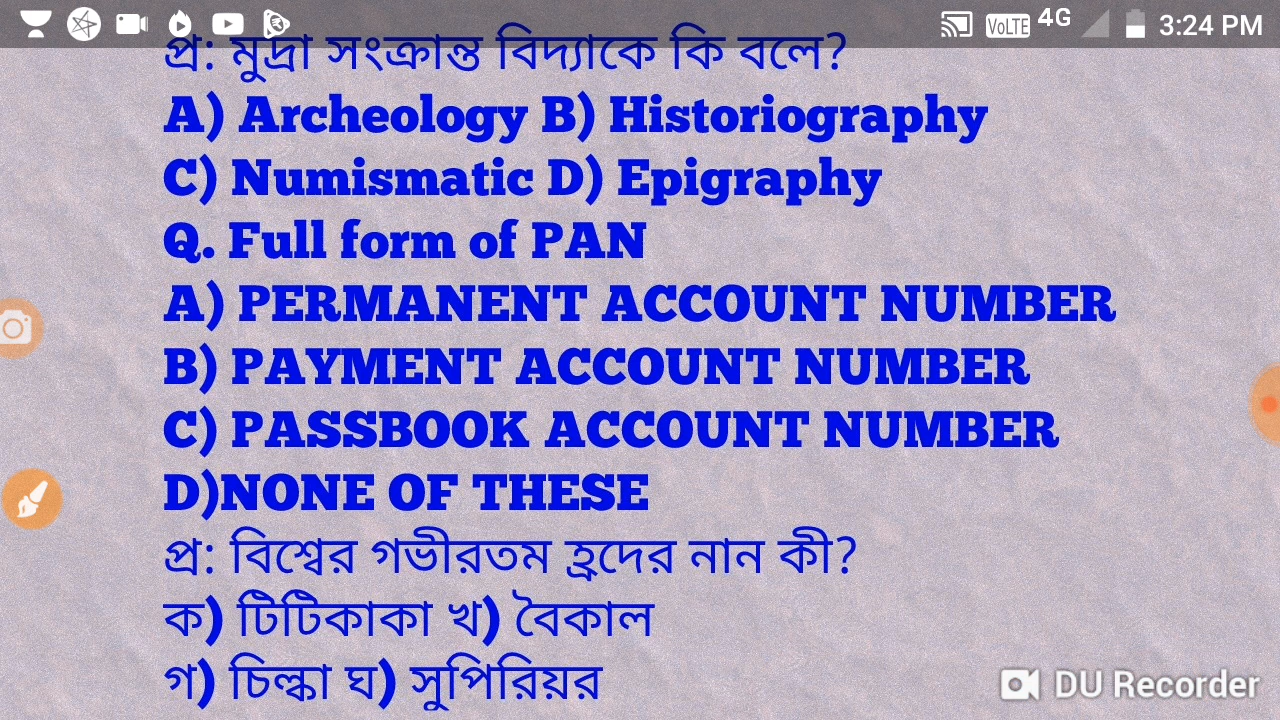 VoLTE 4G 3:24 PM
প্র: মুদ্রা সংক্রান্ত বিদ্যাকে কি বলে?
A) Archeology B) Historiography
C) Numismatic D) Epigraphy
Q. Full form of PAN
A) PERMANENT ACCOUNT NUMBER
B) PAYMENT ACCOUNT NUMBER
C) PASSBOOK ACCOUNT NUMBER
D)NONE OF THESE
প্র: বিশ্বের গভীরতম হ্রদের নান কী?
ক) টিটিকাকা খ) বৈকাল
গ) চিল্কা ঘ) সুপিরিয়র
DU Recorder